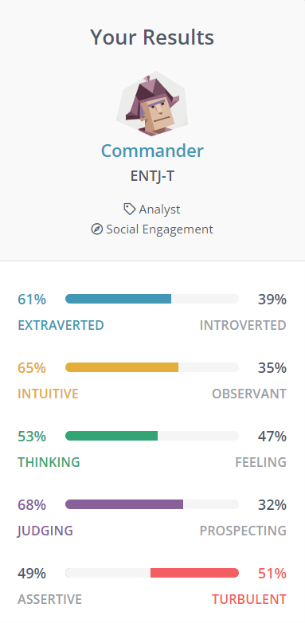 Your Results
Commander
ENTJ-T
Analyst
Social Engagement
61% 39%
EXTRAVERTED INTROVERTED
65% 35%
INTUITIVE OBSERVANT
53% 47%
THINKING FEELING
68% 32%
JUDGING PROSPECTING
49% 51%
ASSERTIVE TURBULENT